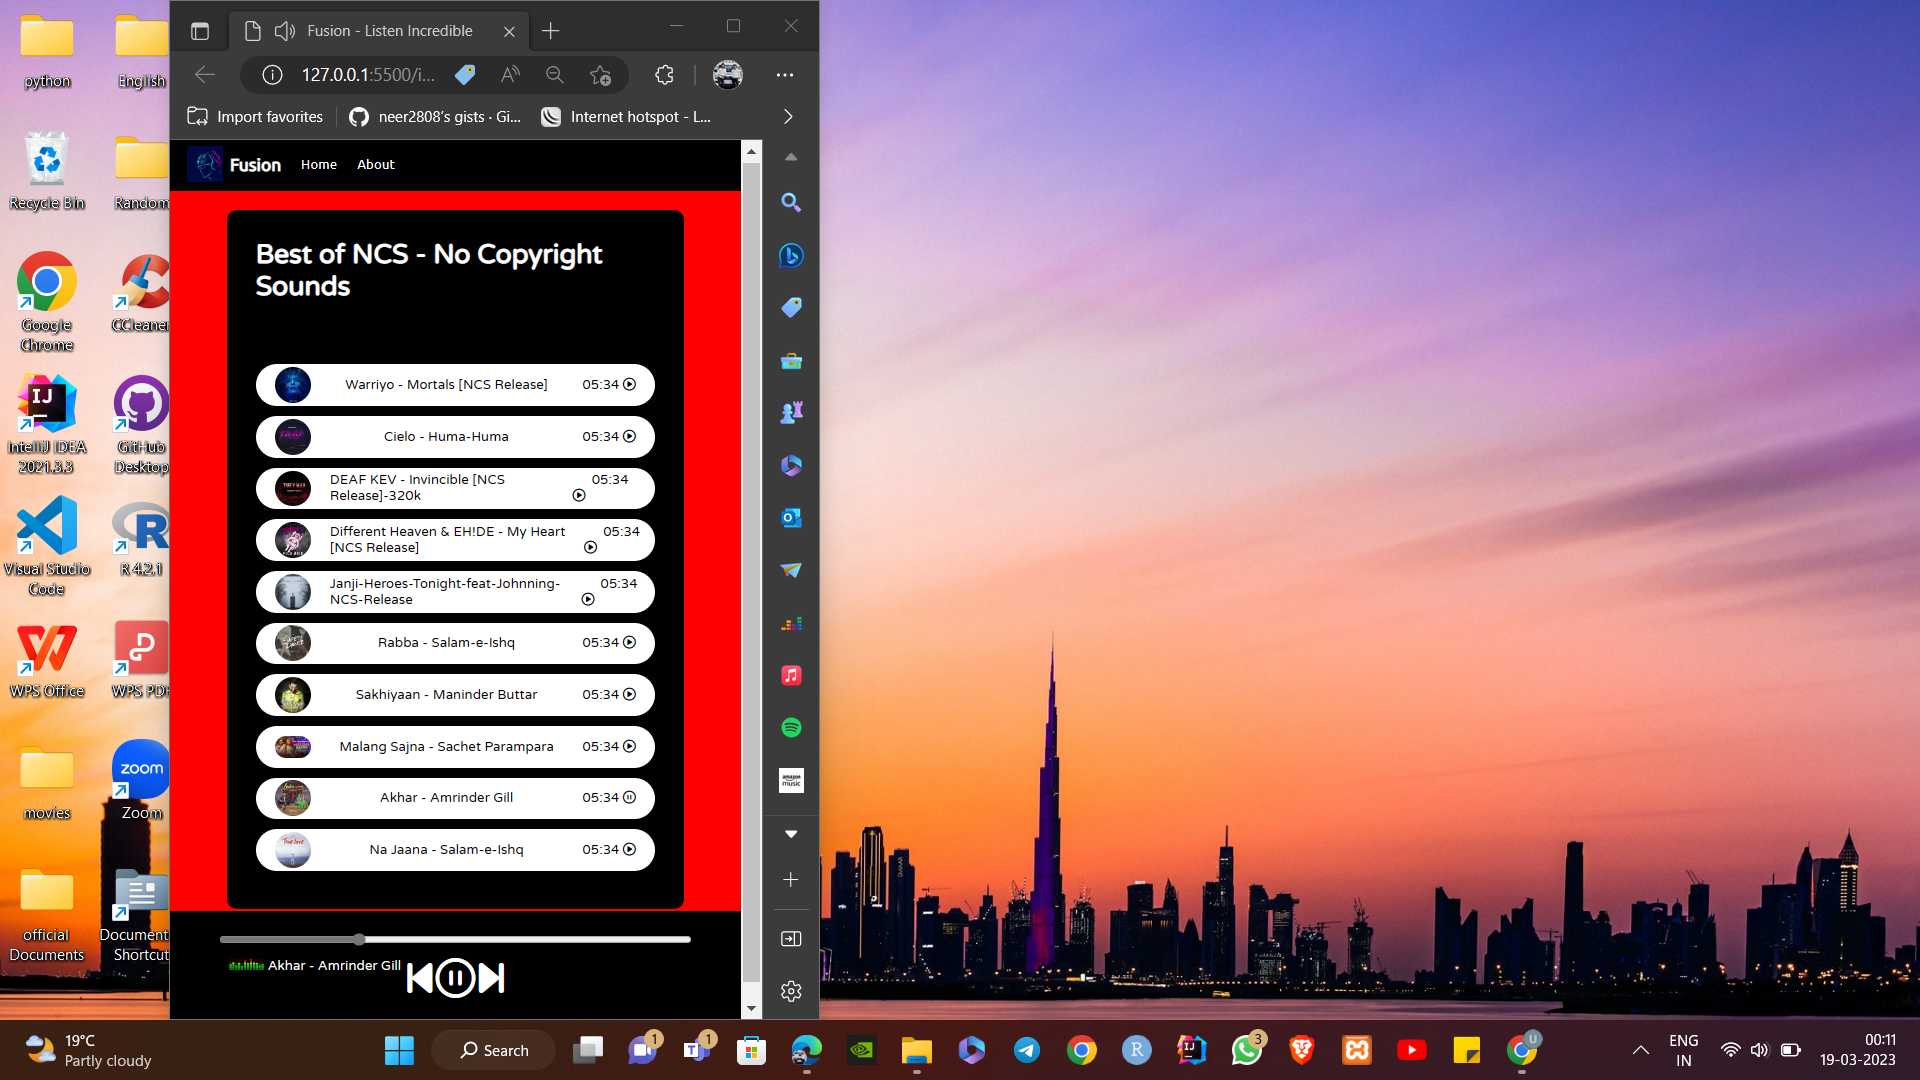 python
English
Recycle Bin
Random
Google
Chrome
CCleaner
IJ
IntelliJ IDEA
2021.3.3
GitHub
Desktop
Visual Studio
Code
R 4.2.1
WPS Office
WPS PDF
movies
zoom
Zoom
official
Documents
Document
Shortcut
Fusion - Listen Incredible
127.0.0.1:5500/i...
Import favorites
neer2808's gists · Gi...
Internet hotspot - L...
Fusion
Home
About
Best of NCS - No Copyright
Sounds
Warriyo - Mortals [NCS Release]
05:34
Cielo - Huma-Huma
05:34
DEAF KEV - Invincible [NCS
Release]-320k
05:34
Different Heaven & EH!DE - My Heart
[NCS Release]
05:34
Janji-Heroes-Tonight-feat-Johnning-
NCS-Release
05:34
Rabba - Salam-e-Ishq
05:34
Sakhiyaan - Maninder Buttar
05:34
Malang Sajna - Sachet Parampara
05:34
Akhar - Amrinder Gill
05:34
Na Jaana - Salam-e-Ishq
05:34
Akhar - Amrinder Gill
amazon
music
19°C
Partly cloudy
Search
1
1
3
U
ENG
IN
00:11
19-03-2023